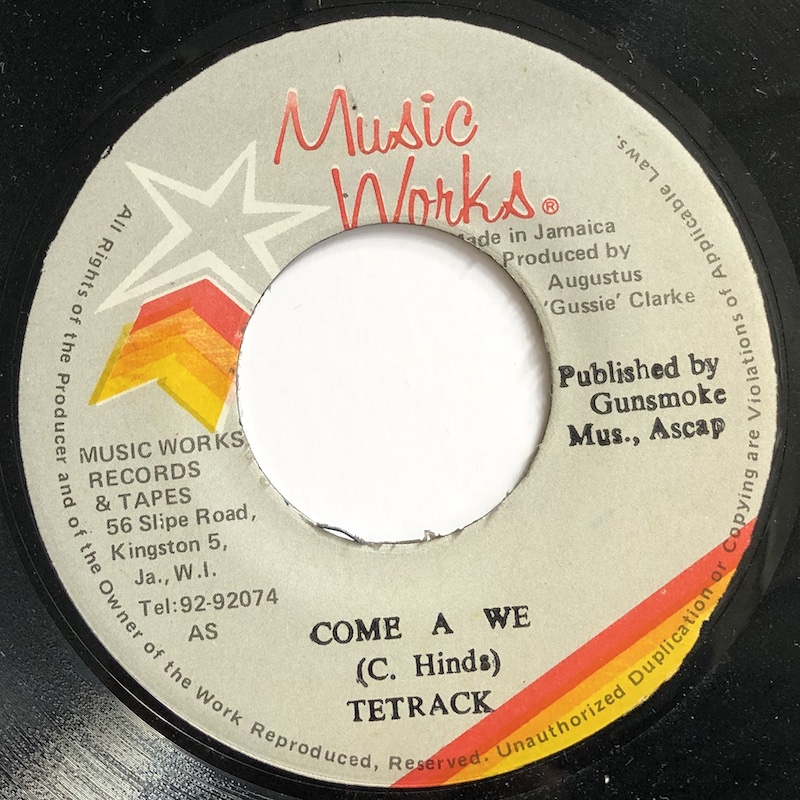 Music
Works®
Made in Jamaica
Produced by
Augustus
'Gussie' Clarke
Published by
Gunsmoke
Mus., Ascap
MUSIC WORKS
RECORDS
& TAPES
56 Slipe Road,
Kingston 5,
Ja., W.I.
Tel:92-92074
AS
COME A WE
(C. Hinds)
TETRACK
All Rights of the Producer and of the Owner of the Work Reproduced, Reserved. Unauthorized Duplication or Copying are Violations of Applicable Laws.